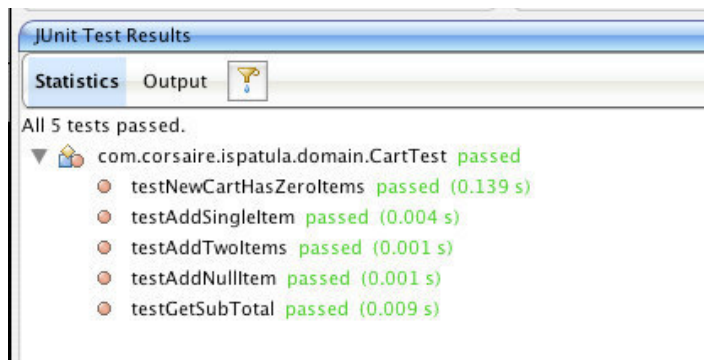 JUnit Test Results
Statistics Output
All 5 tests passed.
com.corsaire.ispatula.domain.CartTest passed
testNewCartHasZeroItems passed (0.139 s)
testAddSingleItem passed (0.004 s)
testAddTwoItems passed (0.001 s)
testAddNullItem passed (0.001 s)
testGetSubTotal passed (0.009 s)